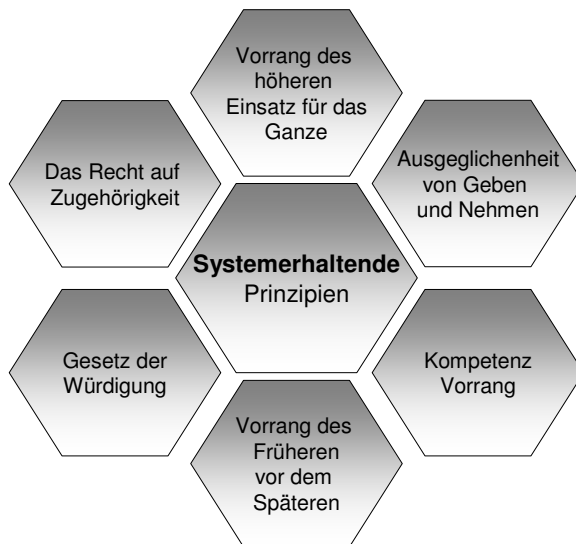 Vorrang des
höheren
Einsatz für das
Ganze
Das Recht auf
Zugehörigkeit
Ausgeglichenheit
von Geben
und Nehmen
Systemerhaltende
Prinzipien
Gesetz der
Würdigung
Kompetenz
Vorrang
Vorrang des
Früheren
vor dem
Späteren